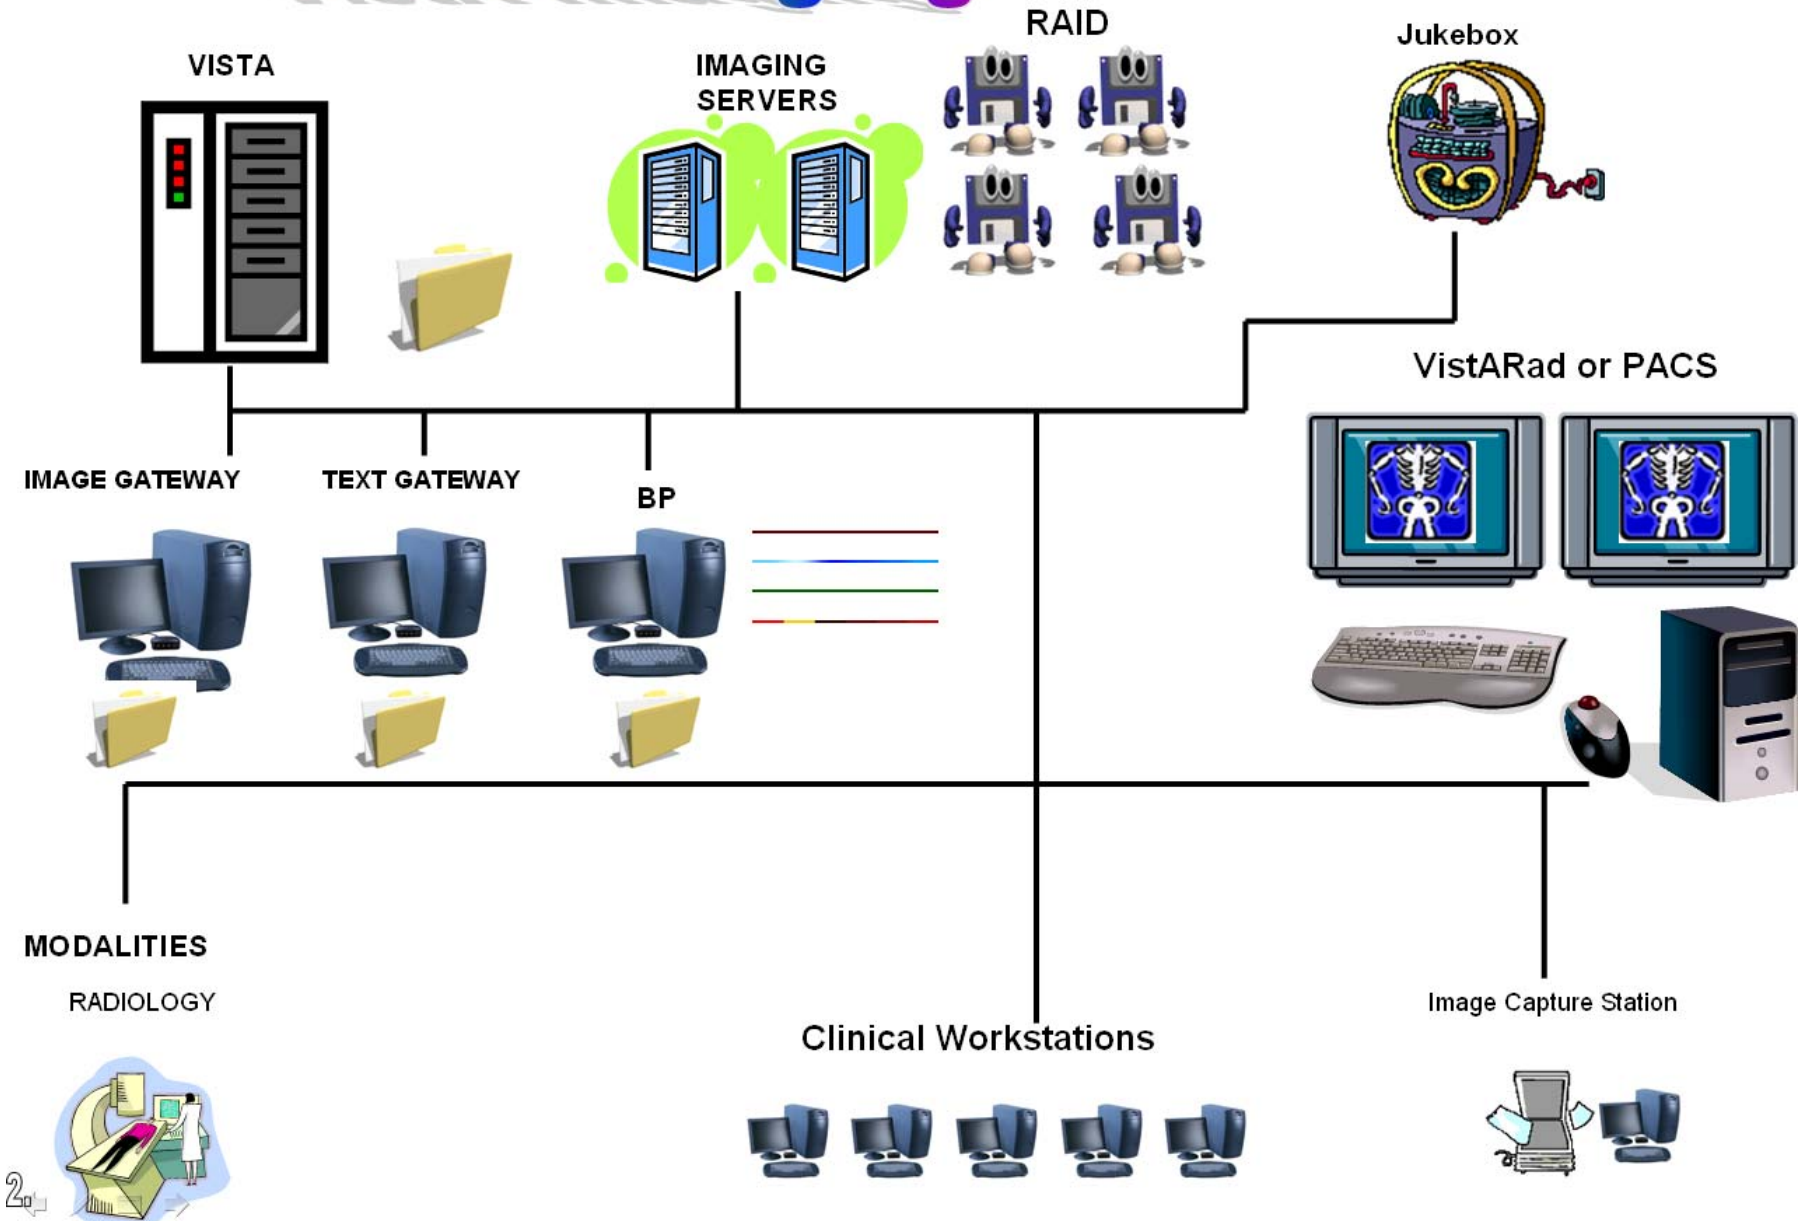 RAID
Jukebox
VISTA
IMAGING
SERVERS
VistARad or PACS
IMAGE GATEWAY
TEXT GATEWAY
BP
MODALITIES
RADIOLOGY
Image Capture Station
Clinical Workstations
2.